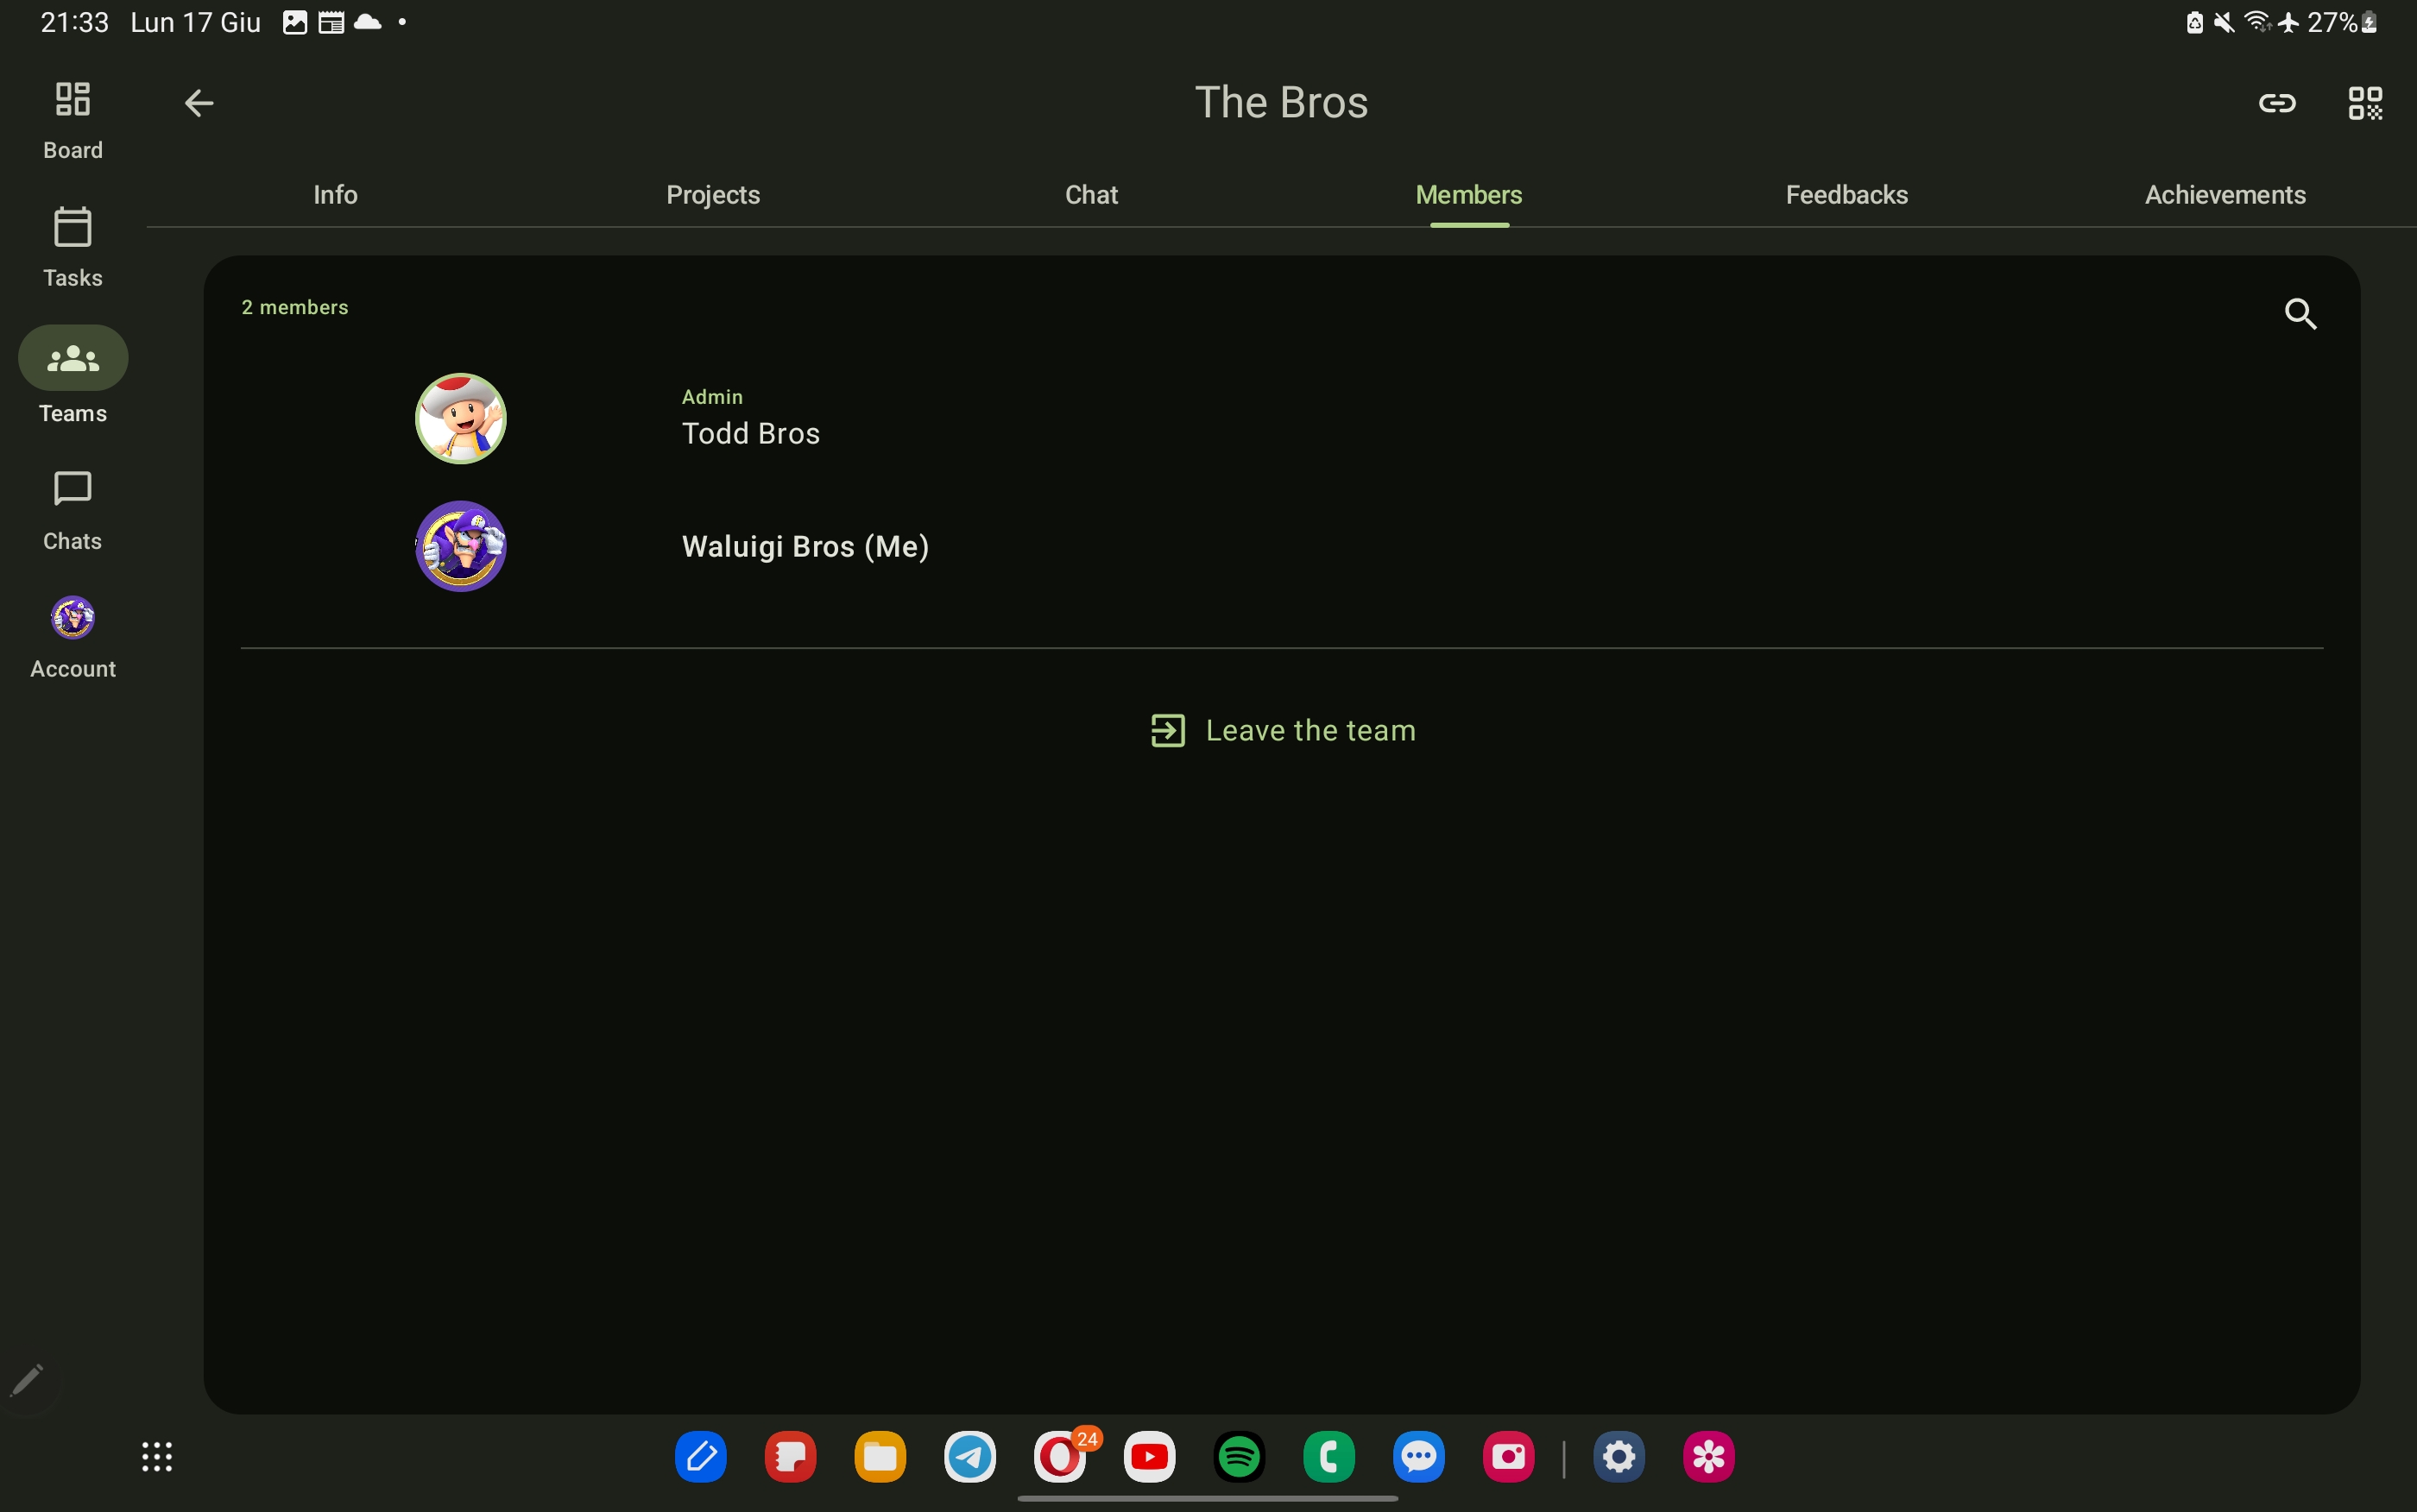 21:33 Lun 17 Giu
27%
The Bros
Board
Tasks
Teams
Chats
Account
Info
Projects
Chat
Members
Feedbacks
Achievements
2 members
Admin
Todd Bros
Waluigi Bros (Me)
Leave the team
24